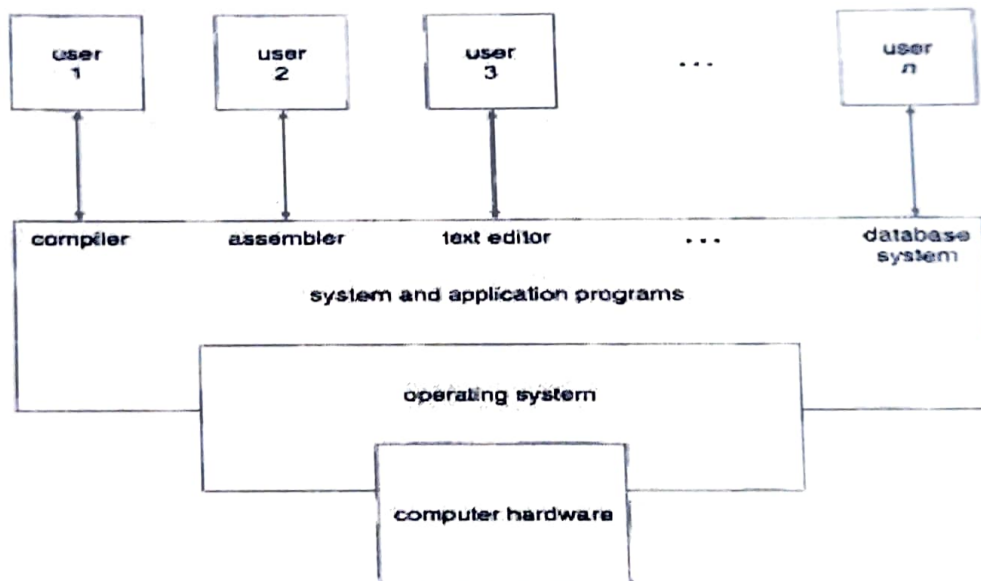 user
1
user
2
user
3
...
user
n
compiler
assembler
text editor
...
database
system
system and application programs
operating system
computer hardware